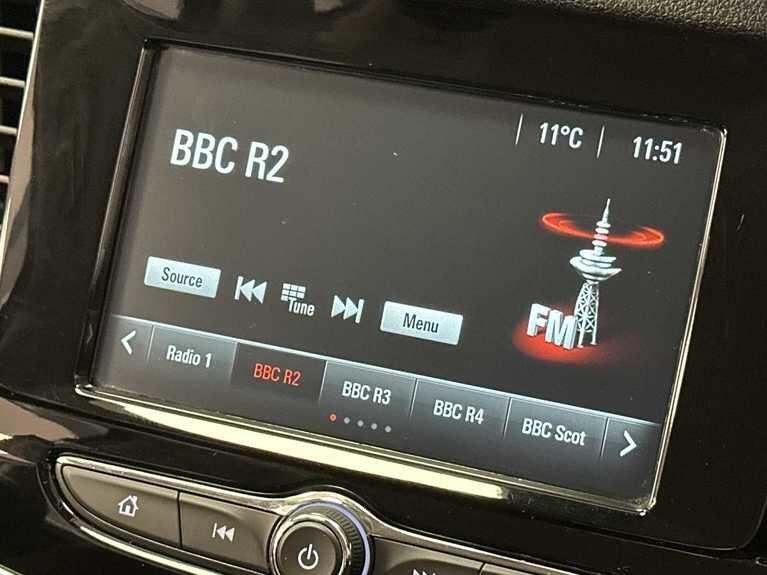 11°C
11:51
BBC R2
Source
Tune
Menu
FM
Radio 1
BBC R2
BBC R3
BBC R4
BBC Scot